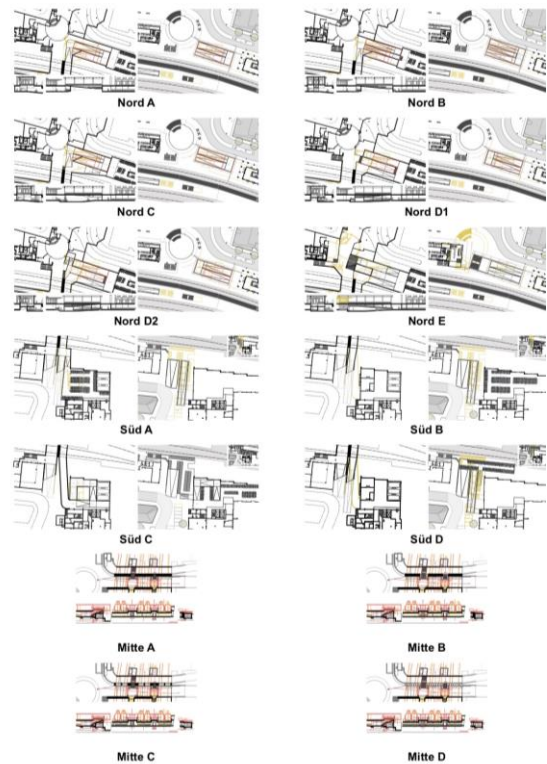 Nord A
Nord B
Nord C
Nord D1
Nord D2
Nord E
Süd A
Süd B
Süd C
Süd D
Mitte A
Mitte B
Mitte C
Mitte D